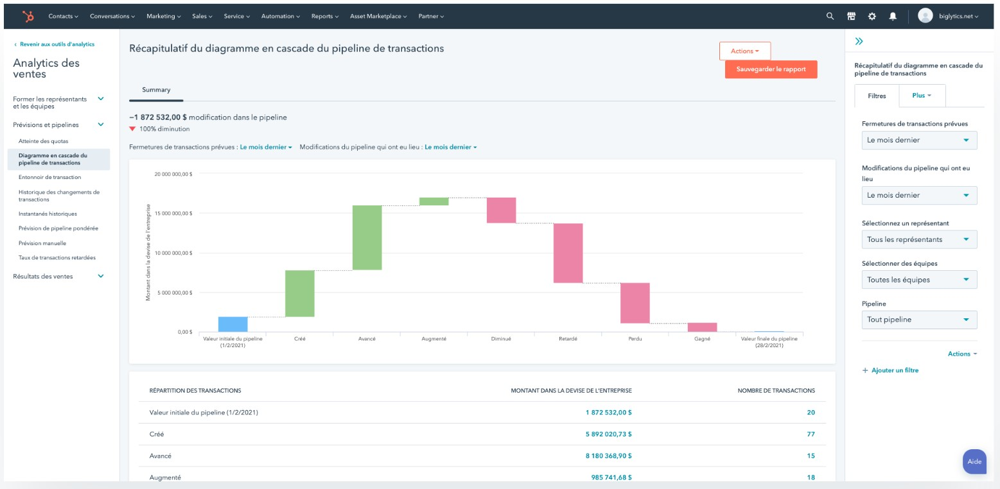 Contacts
Conversations
Marketing
Sales
Service
Automation
Reports
Asset Marketplace
Partner
biglytics.net
Revenir aux outils d'analytics
Analytics des
ventes
Former les représentants
et les équipes
Prévisions et pipelines
Atteinte des quotas
Diagramme en cascade du
pipeline de transactions
Entonnoir de transaction
Historique des changements de
transactions
Instantanés historiques
Prévision de pipeline pondérée
Prévision manuelle
Taux de transactions retardées
Résultats des ventes
Récapitulatif du diagramme en cascade du pipeline de transactions
Actions
Sauvegarder le rapport
Summary
−1 872 532,00 $ modification dans le pipeline
100% diminution
Fermetures de transactions prévues : Le mois dernier
Modifications du pipeline qui ont eu lieu : Le mois dernier
Montant dans la devise de l'entreprise
20 000 000,00 $
15 000 000,00 $
10 000 000,00 $
5 000 000,00 $
0,00 $
Valeur initiale du pipeline
(1/2/2021)
Créé
Avancé
Augmenté
Diminué
Retardé
Perdu
Gagné
Valeur finale du pipeline
(28/2/2021)
RÉPARTITION DES TRANSACTIONS MONTANT DANS LA DEVISE DE L'ENTREPRISE NOMBRE DE TRANSACTIONS
Valeur initiale du pipeline (1/2/2021) 1 872 532,00 $ 20
Créé 5 892 020,73 $ 77
Avancé 8 180 368,90 $ 15
Augmenté 985 741,68 $ 18
Récapitulatif du diagramme en cascade du
pipeline de transactions
Filtres
Plus
Fermetures de transactions prévues
Le mois dernier
Modifications du pipeline qui ont eu
lieu
Le mois dernier
Sélectionnez un représentant
Tous les représentants
Sélectionner des équipes
Toutes les équipes
Pipeline
Tout pipeline
Actions
+ Ajouter un filtre
Aide